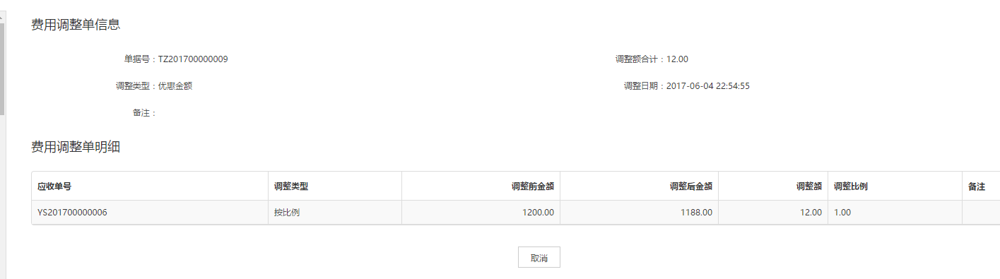 费用调整单信息
单据号：TZ201700000009 调整额合计：12.00
调整类型：优惠金额 调整日期：2017-06-04 22:54:55
备注：
费用调整单明细
应收单号 调整类型 调整前金额 调整后金额 调整额 调整比例 备注
YS201700000006 按比例 1200.00 1188.00 12.00 1.00
取消